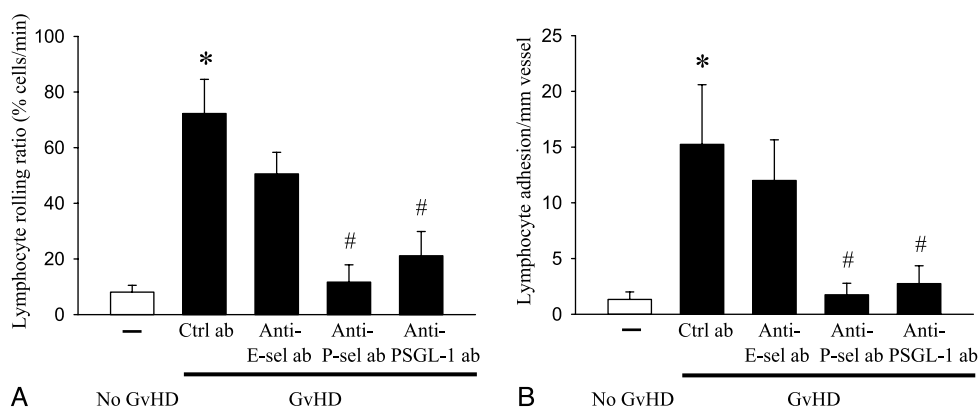 Lymphocyte rolling ratio (% cells/min)
100
80
60
40
20
0
*
#
#
– Ctrl ab Anti- Anti- Anti-
E-sel ab P-sel ab PSGL-1 ab
A No GvHD GvHD
Lymphocyte adhesion/mm vessel
25
20
15
10
5
0
*
#
#
– Ctrl ab Anti- Anti- Anti-
E-sel ab P-sel ab PSGL-1 ab
B No GvHD GvHD